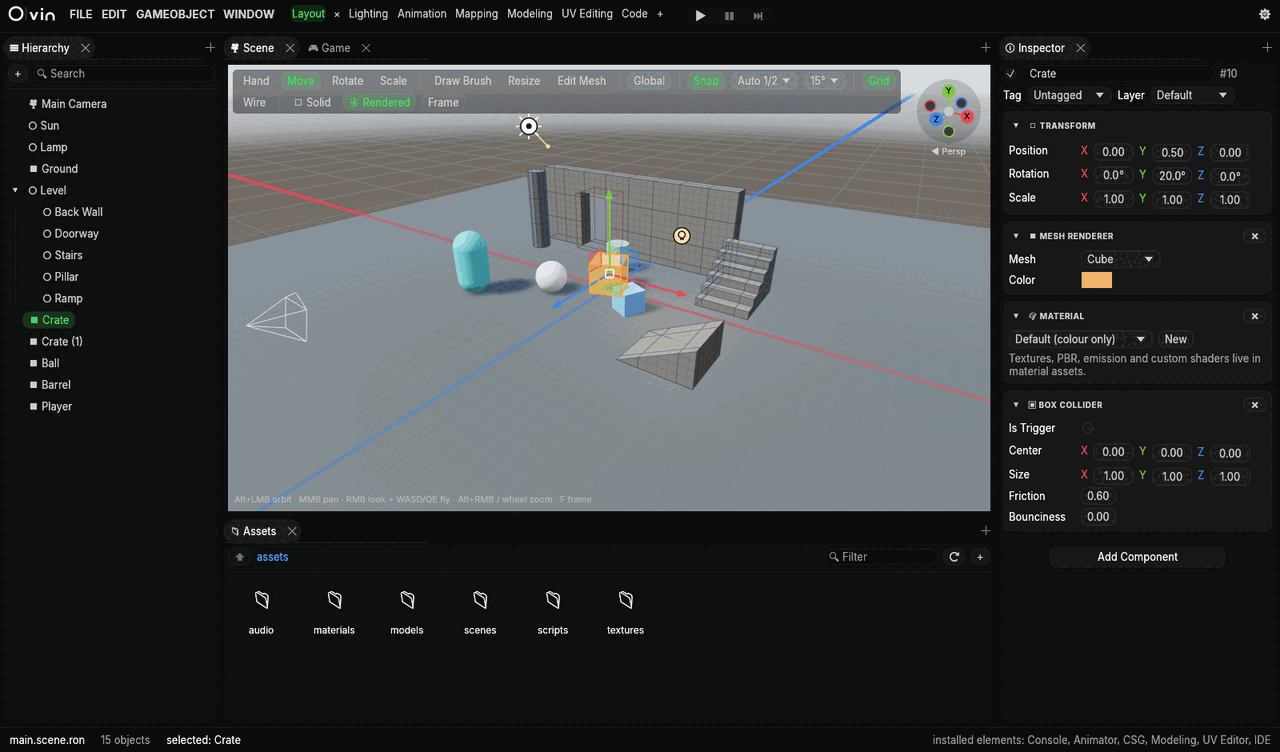 Ovin FILE EDIT GAMEOBJECT WINDOW Layout × Lighting Animation Mapping Modeling UV Editing Code +
Hierarchy
+ Search
Main Camera
Sun
Lamp
Ground
Level
Back Wall
Doorway
Stairs
Pillar
Ramp
Crate
Crate (1)
Ball
Barrel
Player
Scene Game
Hand Move Rotate Scale Draw Brush Resize Edit Mesh Global Snap Auto 1/2 15° Grid
Wire Solid Rendered Frame
Y
Z X
Persp
Alt+LMB orbit · MMB pan · RMB look + WASD/QE fly · Alt+RMB / wheel zoom · F frame
Assets
assets
Filter
audio materials models scenes scripts textures
Inspector
Crate #10
Tag Untagged Layer Default
TRANSFORM
Position X 0.00 Y 0.50 Z 0.00
Rotation X 0.0° Y 20.0° Z 0.0°
Scale X 1.00 Y 1.00 Z 1.00
MESH RENDERER
Mesh Cube
Color
MATERIAL
Default (colour only) New
Textures, PBR, emission and custom shaders live in
material assets.
BOX COLLIDER
Is Trigger
Center X 0.00 Y 0.00 Z 0.00
Size X 1.00 Y 1.00 Z 1.00
Friction 0.60
Bounciness 0.00
Add Component
main.scene.ron 15 objects selected: Crate
installed elements: Console, Animator, CSG, Modeling, UV Editor, IDE